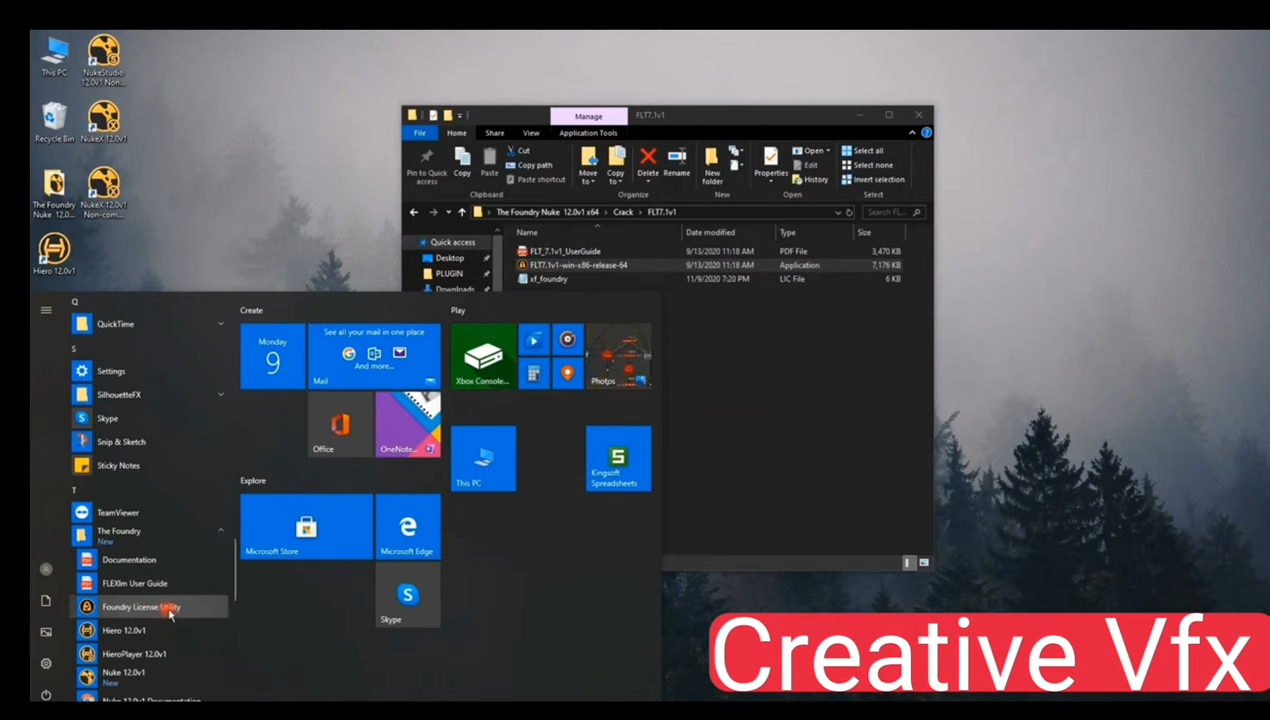 This PC
NukeStudio
12.0v1 Non...
Recycle Bin
NukeX 12.0v1
The Foundry
Nuke 12.0...
NukeX 12.0v1
Non-com...
Hiero 12.0v1
Manage
FLT7.1v1
File
Home
Share
View
Application Tools
Pin to Quick
access
Copy
Paste
Cut
Copy path
Paste shortcut
Move
to
Copy
to
Delete
Rename
New
folder
Properties
Open
Edit
History
Select all
Select none
Invert selection
Clipboard
Organize
New
Open
Select
The Foundry Nuke 12.0v1 x64 > Crack > FLT7.1v1
Search FL...
Quick access
Desktop
PLUGIN
Downloads
Name
Date modified
Type
Size
FLT_7.1v1_UserGuide
9/13/2020 11:18 AM
PDF File
3,470 KB
FLT7.1v1-win-x86-release-64
9/13/2020 11:18 AM
Application
7,176 KB
xf_foundry
11/9/2020 7:20 PM
LIC File
6 KB
Q
QuickTime
S
Settings
SilhouetteFX
Skype
Snip & Sketch
Sticky Notes
T
TeamViewer
The Foundry
New
Documentation
FLEXlm User Guide
Foundry License Utility
Hiero 12.0v1
HieroPlayer 12.0v1
Nuke 12.0v1
New
Nuke 12.0v1 Documentation
Create
Monday
9
See all your mail in one place
And more...
Mail
Office
OneNote...
Explore
Microsoft Store
Microsoft Edge
Skype
Play
Xbox Console...
Photos
This PC
S
Kingsoft
Spreadsheets
Creative Vfx